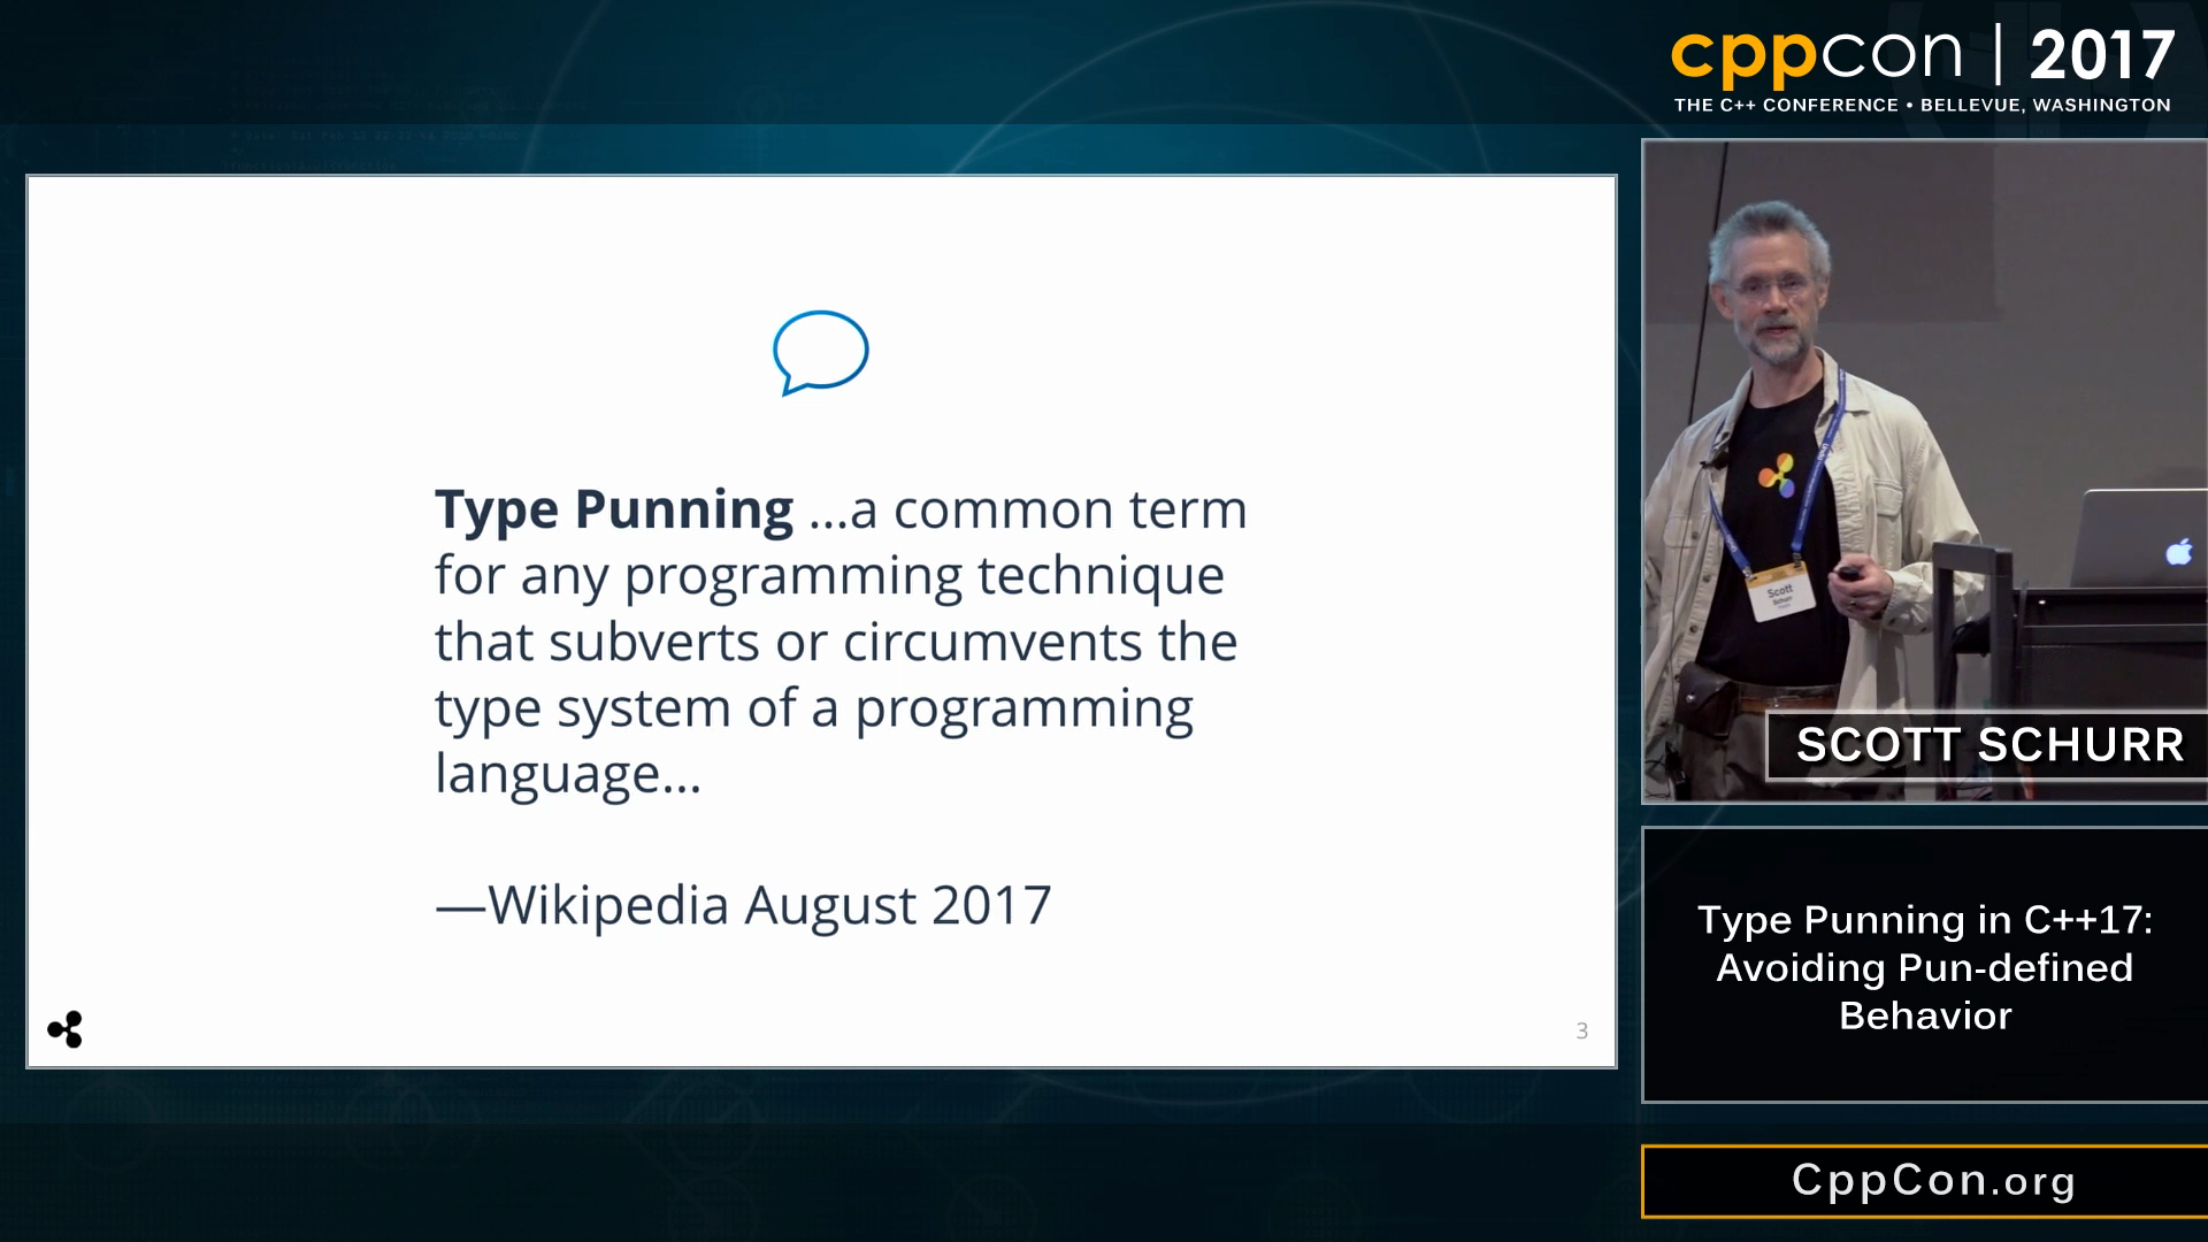 cppcon | 2017
THE C++ CONFERENCE • BELLEVUE, WASHINGTON
Type Punning ...a common term
for any programming technique
that subverts or circumvents the
type system of a programming
language...
—Wikipedia August 2017
3
Scott
Schurr
SCOTT SCHURR
Type Punning in C++17:
Avoiding Pun-defined
Behavior
CppCon.org